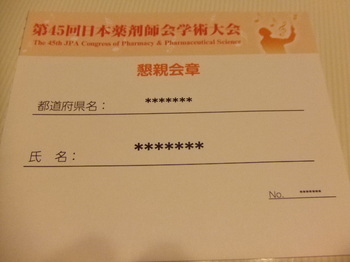 第45回日本薬剤師会学術大会
The 45th JPA Congress of Pharmacy & Pharmaceutical Science
懇親会章
都道府県名： *******
氏 名： *******
No. *******